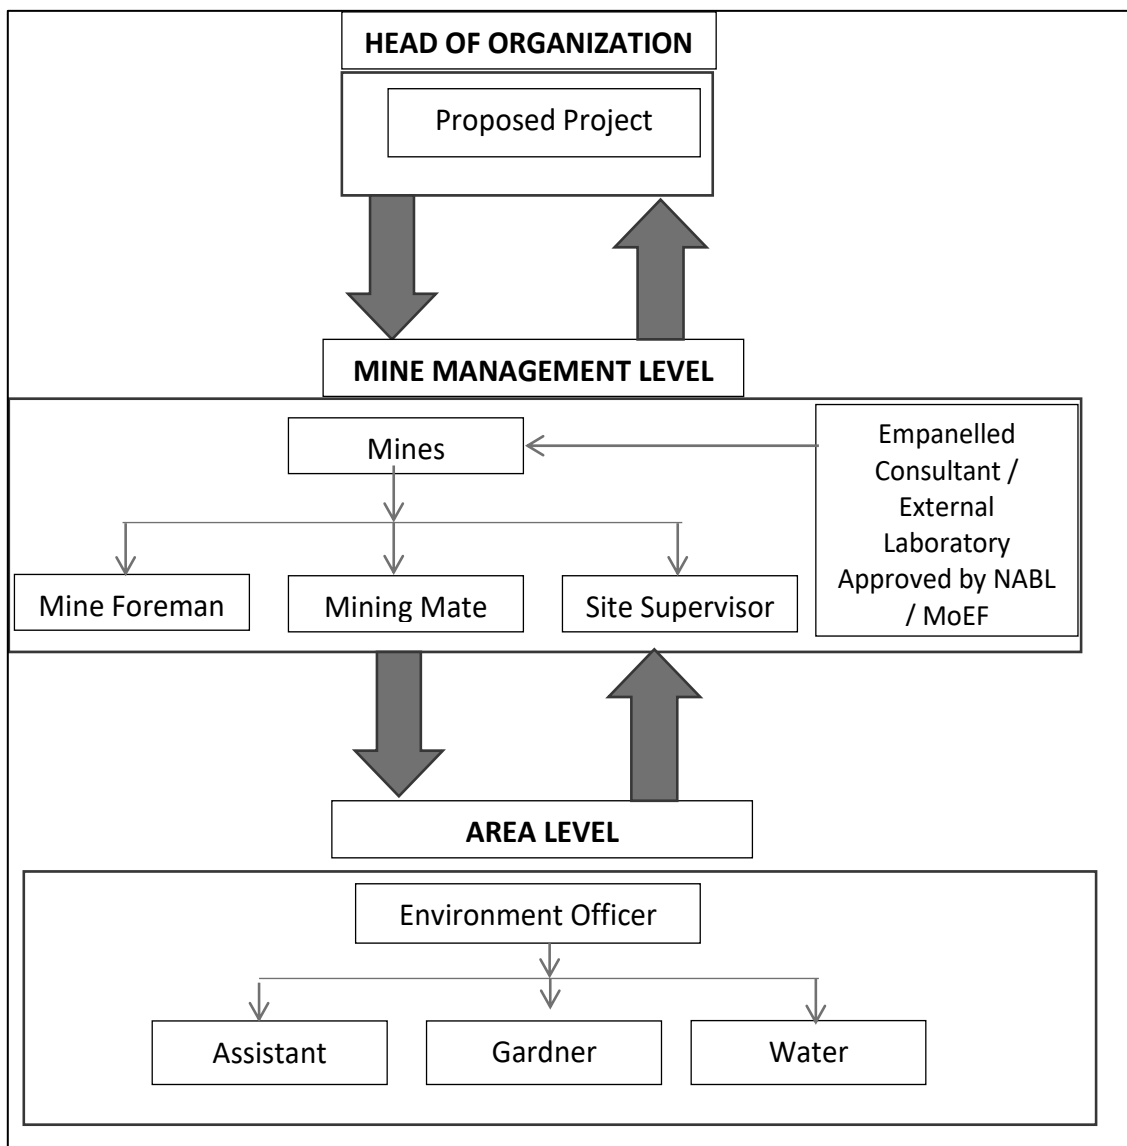 HEAD OF ORGANIZATION
Proposed Project
MINE MANAGEMENT LEVEL
Mines
Empanelled
Consultant /
External
Laboratory
Approved by NABL
/ MoEF
Mine Foreman
Mining Mate
Site Supervisor
AREA LEVEL
Environment Officer
Assistant
Gardner
Water